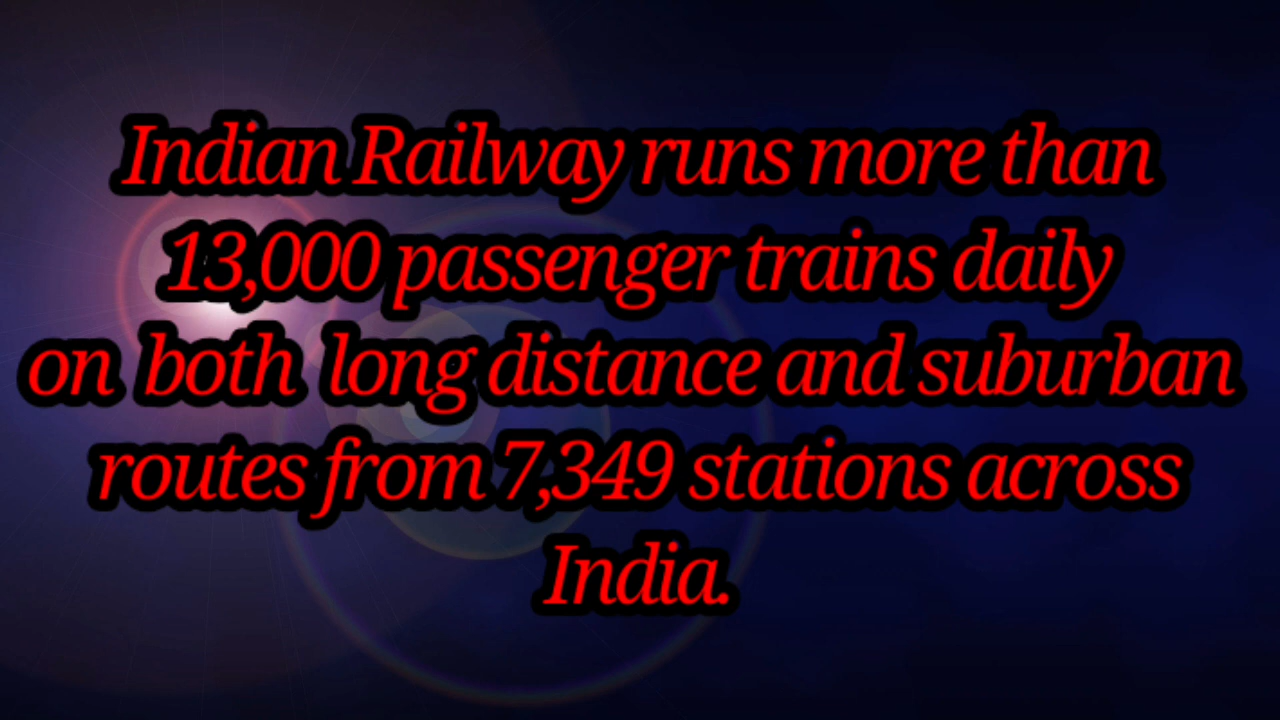 Indian Railway runs more than
13,000 passenger trains daily
on both long distance and suburban
routes from 7,349 stations across
India.